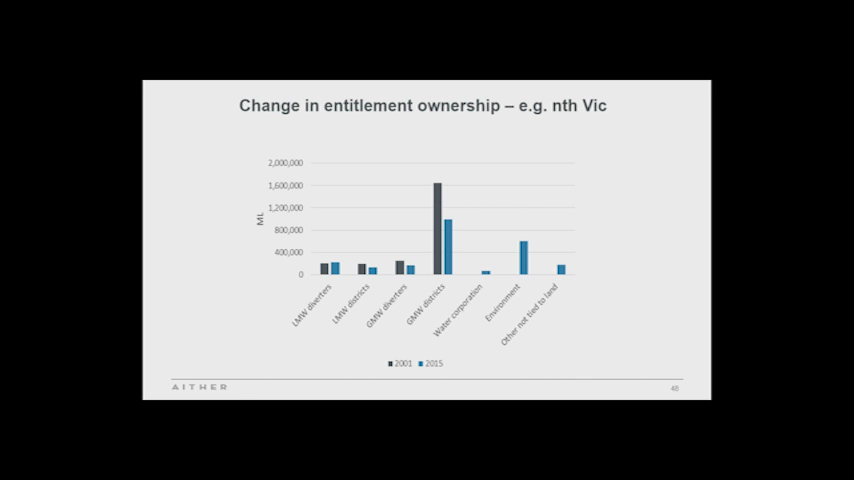 Change in entitlement ownership – e.g. nth Vic
2,000,000
1,600,000
1,200,000
800,000
400,000
0
ML
LMW diverters
LMW districts
GMW diverters
GMW districts
Water corporation
Environment
Other not tied to land
2001 2015
AITHER
48